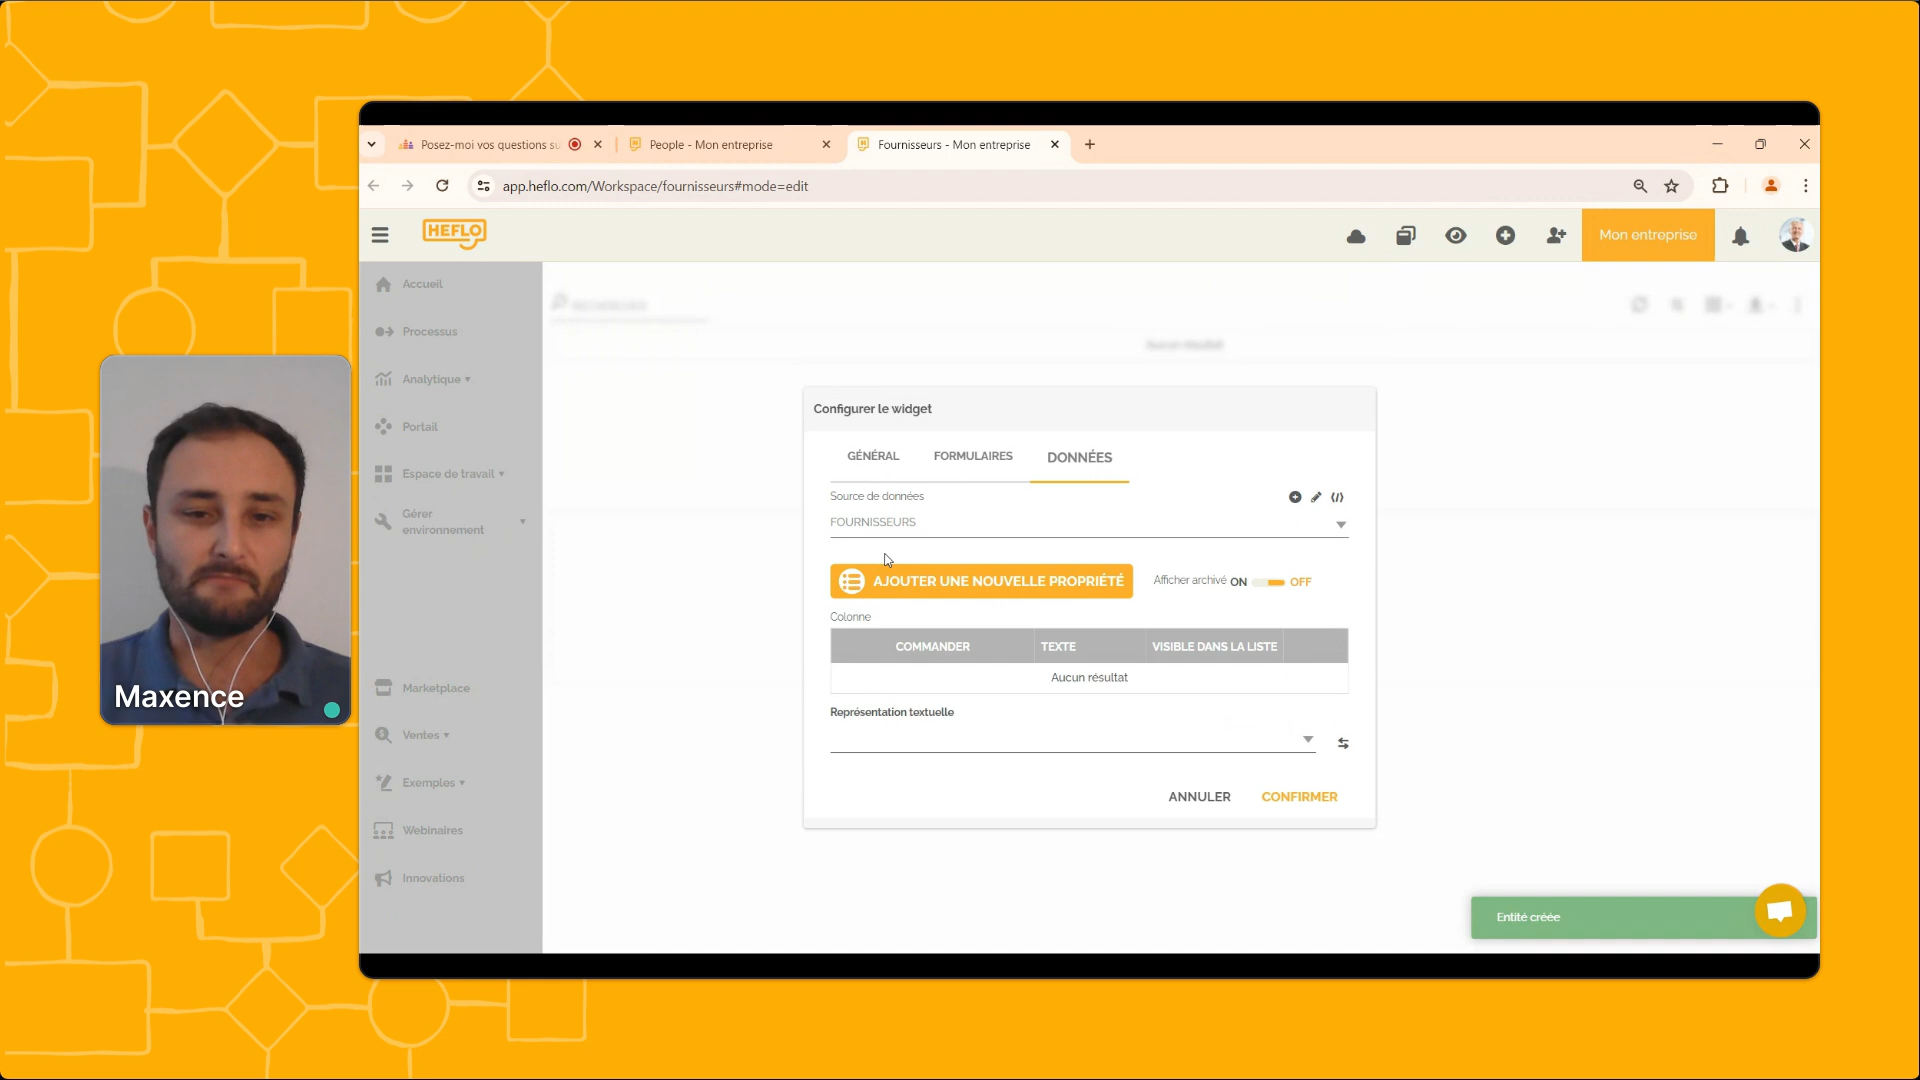 Posez-moi vos questions su
People - Mon entreprise
Fournisseurs - Mon entreprise
app.heflo.com/Workspace/fournisseurs#mode=edit
HEFLO
Mon entreprise
Accueil
Processus
Analytique
Portail
Espace de travail
Gérer
environnement
Marketplace
Ventes
Exemples
Webinaires
Innovations
Aucun résultat
Configurer le widget
GÉNÉRAL
FORMULAIRES
DONNÉES
Source de données
FOURNISSEURS
AJOUTER UNE NOUVELLE PROPRIÉTÉ
Afficher archivé ON OFF
Colonne
COMMANDER
TEXTE
VISIBLE DANS LA LISTE
Aucun résultat
Représentation textuelle
ANNULER
CONFIRMER
Entité créée
Maxence